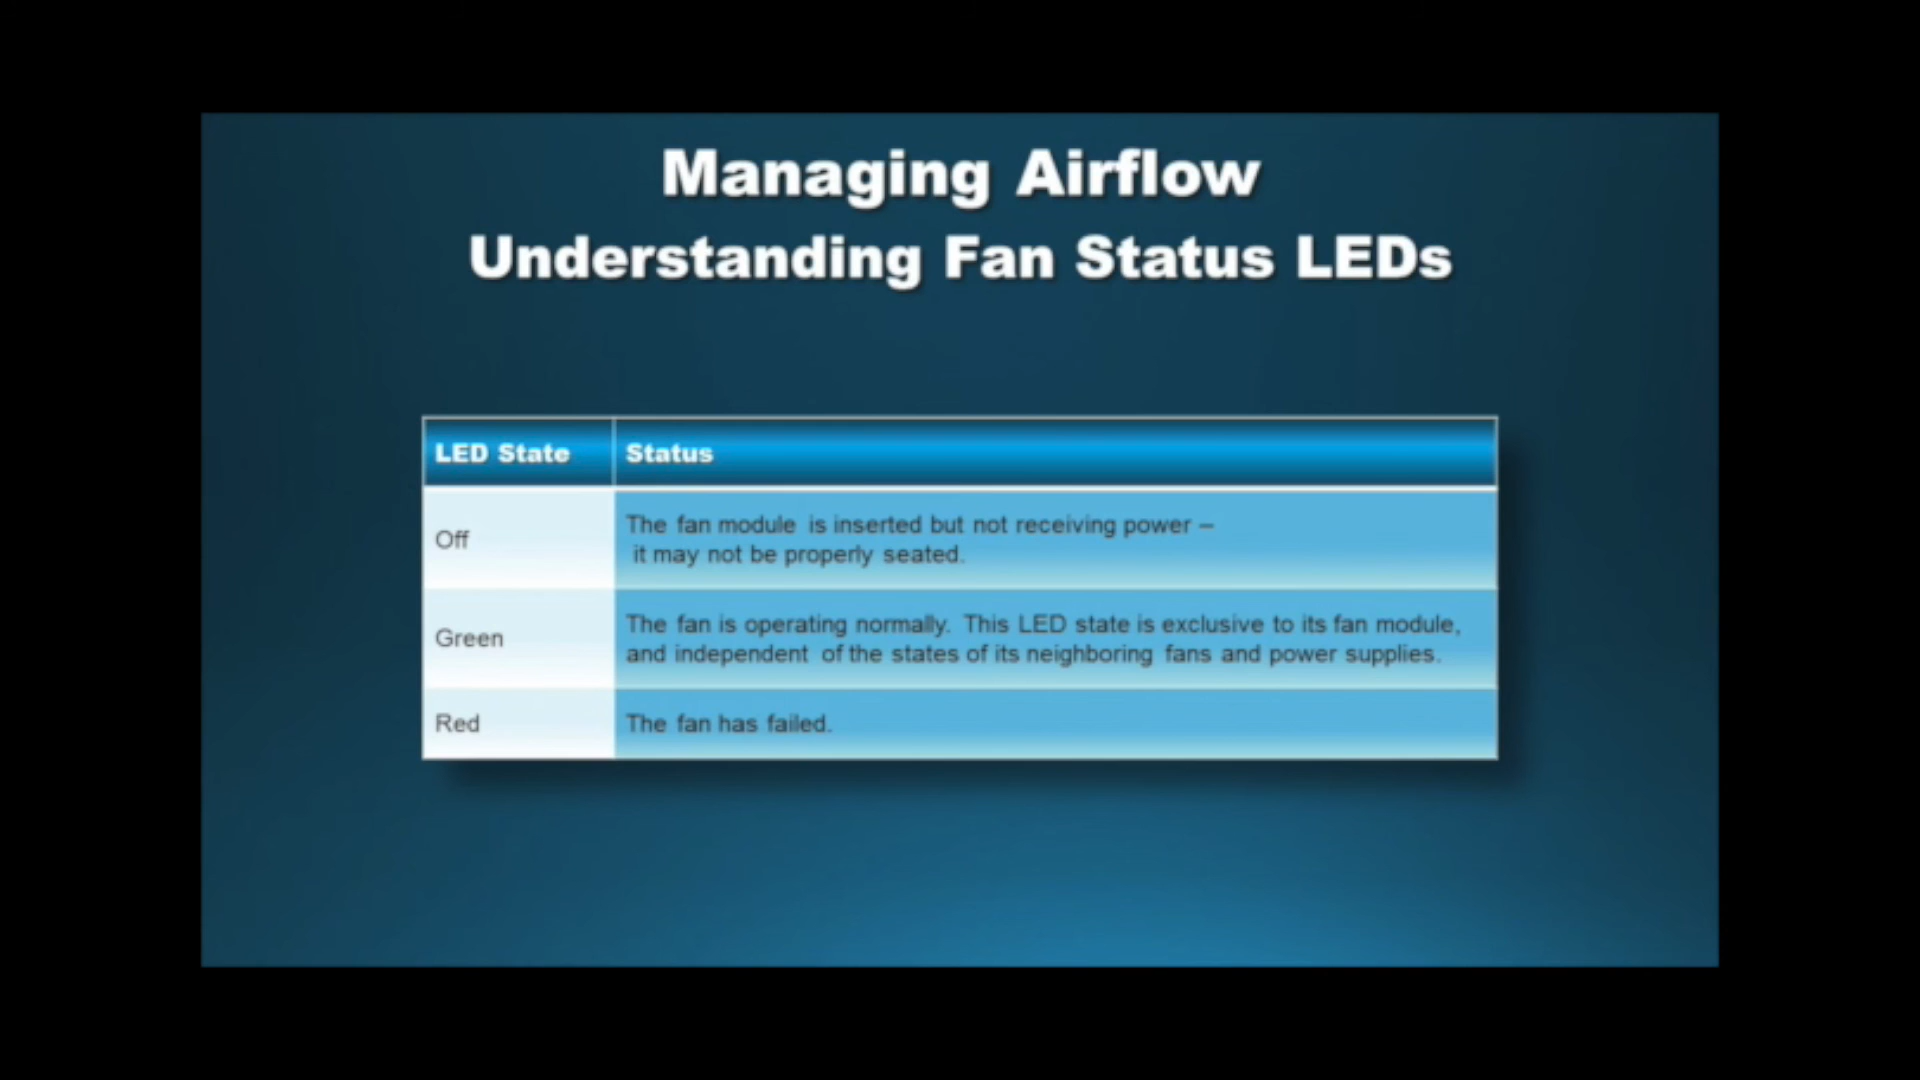 Managing Airflow
Understanding Fan Status LEDs
LED State Status
Off
The fan module is inserted but not receiving power –
it may not be properly seated.
Green
The fan is operating normally. This LED state is exclusive to its fan module,
and independent of the states of its neighboring fans and power supplies.
Red
The fan has failed.